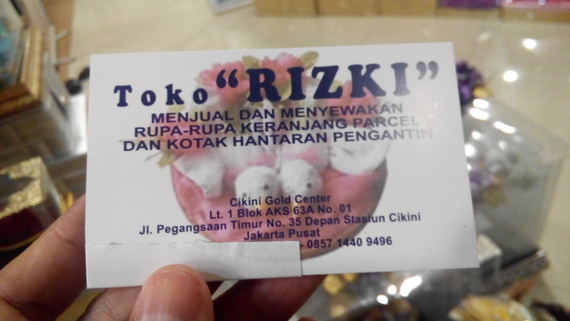 Toko "RIZKI"
MENJUAL DAN MENYEWAKAN
RUPA-RUPA KERANJANG PARCEL
DAN KOTAK HANTARAN PENGANTIN
Cikini Gold Center
Lt. 1 Blok AKS 63A No. 01
Jl. Pegangsaan Timur No. 35 Depan Stasiun Cikini
Jakarta Pusat
- 0857 1440 9496